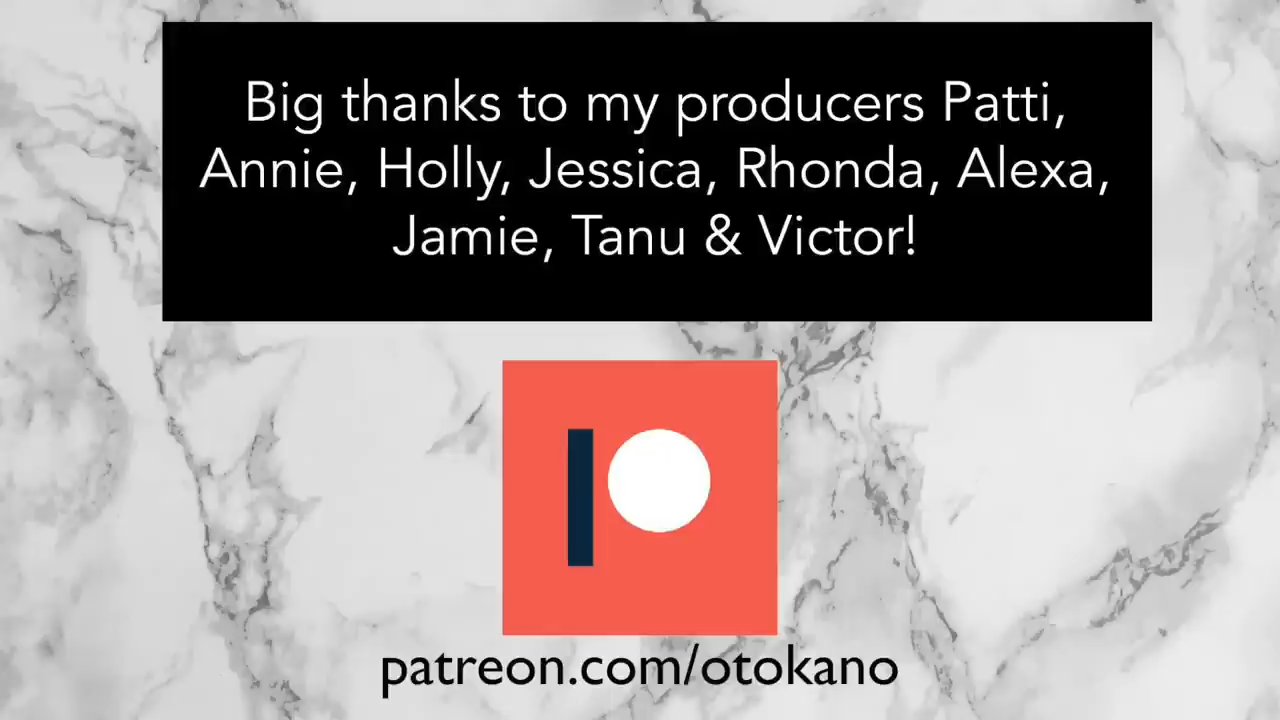 Big thanks to my producers Patti,
Annie, Holly, Jessica, Rhonda, Alexa,
Jamie, Tanu & Victor!
patreon.com/otokano